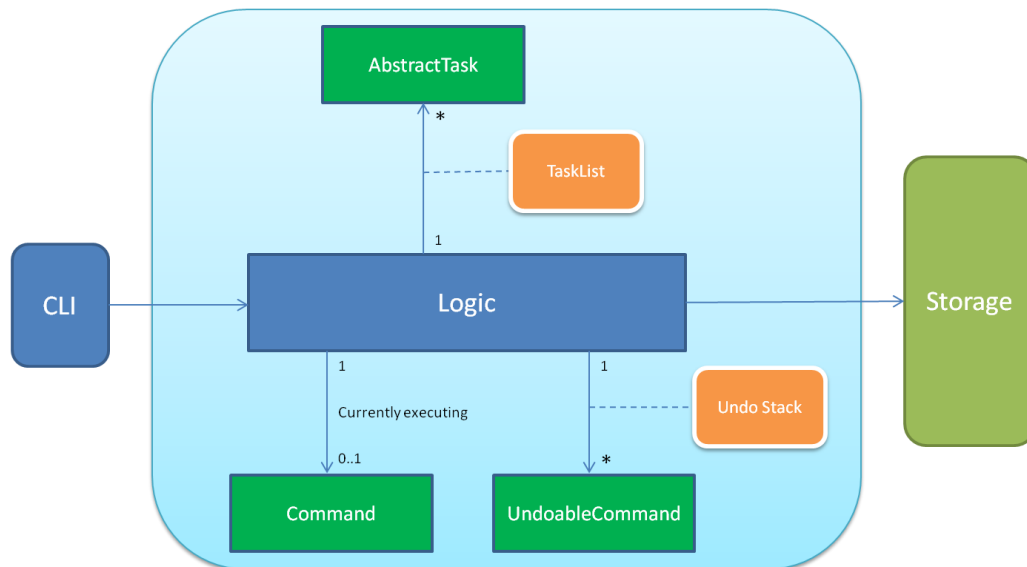 AbstractTask
*
TaskList
1
CLI
Logic
Storage
1
1
Currently executing
Undo Stack
0..1
*
Command
UndoableCommand